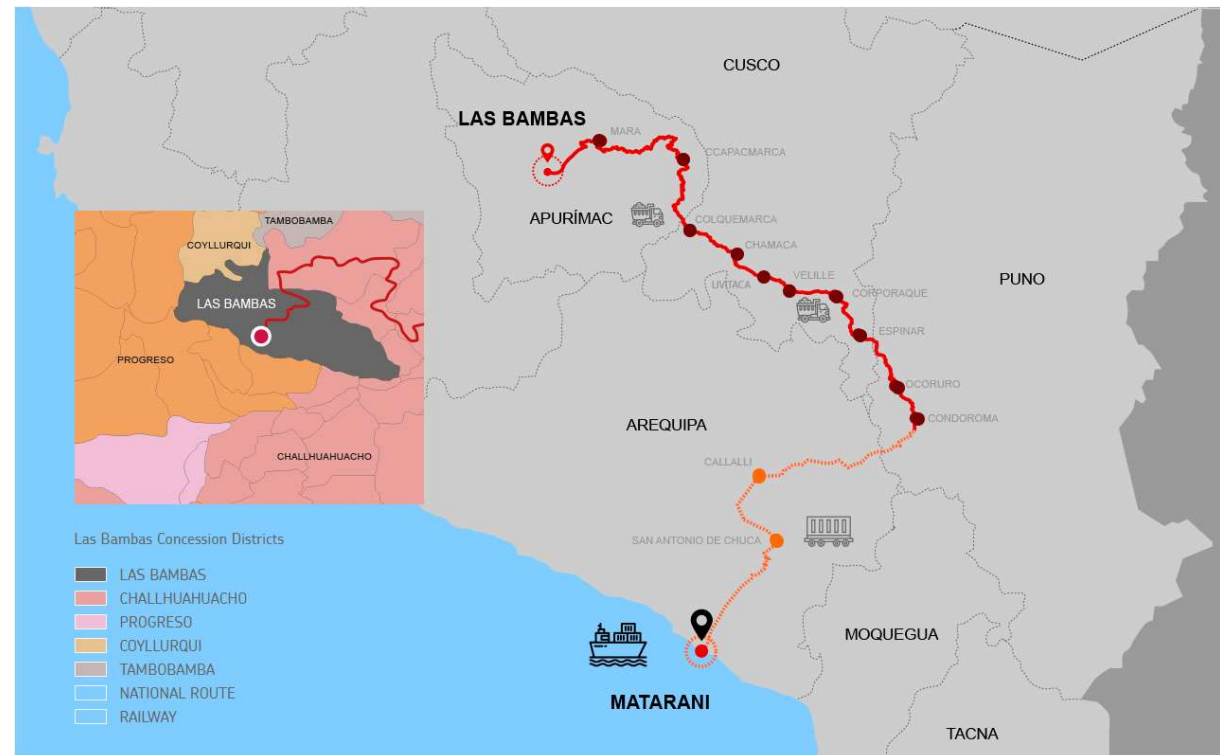 CUSCO
LAS BAMBAS
MARA
CCAPACMARCA
APURÍMAC
COLQUEMARCA
CHAMACA
LIVITACA
VELILLE
CORPORAQUE
ESPINAR
PUNO
OCORURO
CONDOROMA
AREQUIPA
CALLALLI
SAN ANTONIO DE CHUCA
MOQUEGUA
MATARANI
TACNA
TAMBOBAMBA
COYLLURQUI
LAS BAMBAS
PROGRESO
CHALLHUAHUACHO
Las Bambas Concession Districts
LAS BAMBAS
CHALLHUAHUACHO
PROGRESO
COYLLURQUI
TAMBOBAMBA
NATIONAL ROUTE
RAILWAY